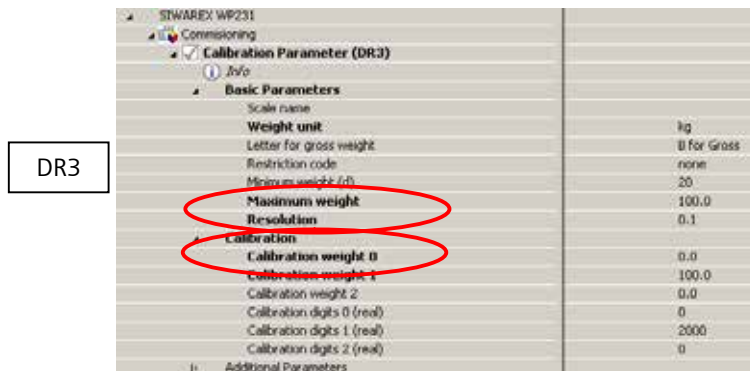 SIWAREX WP231
Commisioning
Calibration Parameter (DR3)
Info
Basic Parameters
Scale name
Weight unit kg
Letter for gross weight B for Gross
DR3
Restriction code none
Minimum weight (d) 20
Maximum weight 100.0
Resolution 0.1
Calibration
Calibration weight 0 0.0
Calibration weight 1 100.0
Calibration weight 2 0.0
Calibration digits 0 (real) 0
Calibration digits 1 (real) 2000
Calibration digits 2 (real) 0
Additional Parameters